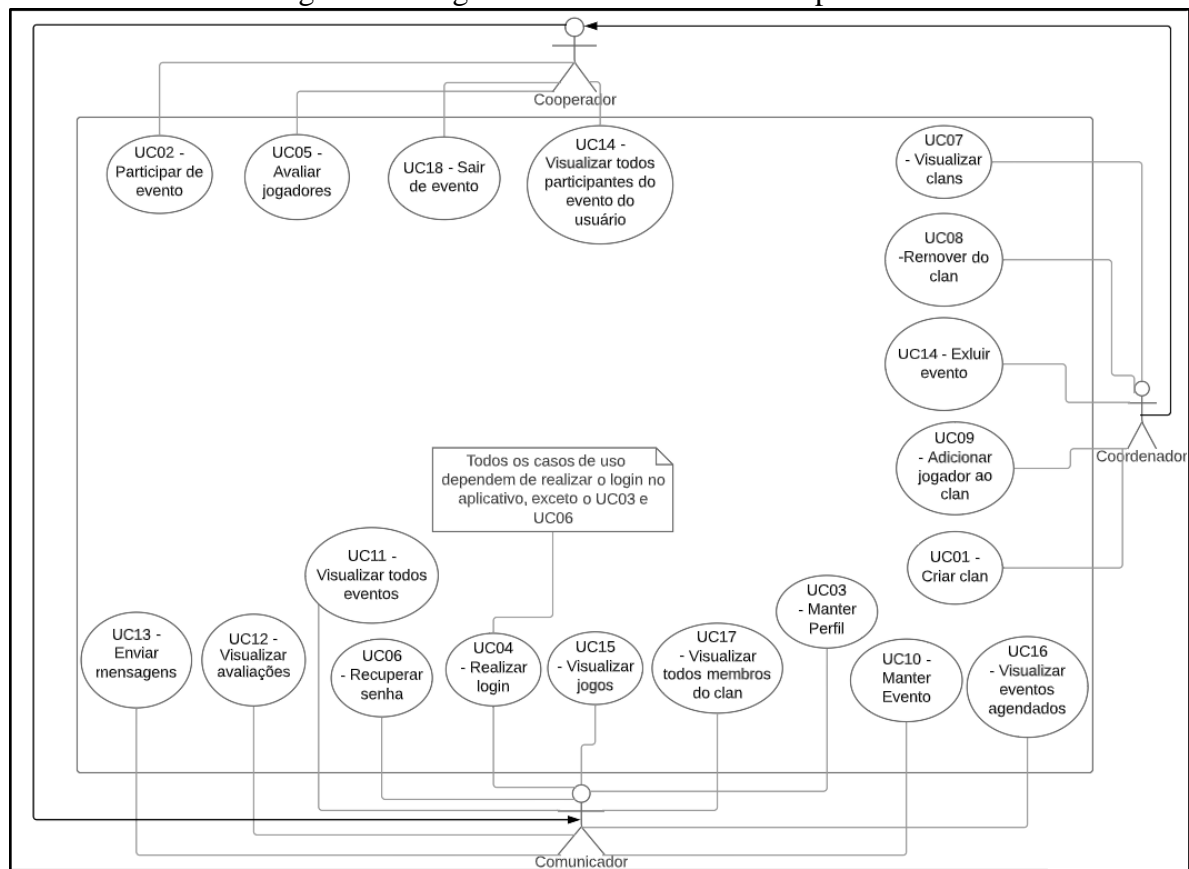 Cooperador
UC02 -
Participar de
evento
UC05 -
Avaliar
jogadores
UC18 - Sair
de evento
UC14 -
Visualizar todos
participantes do
evento do
usuário
UC07
- Visualizar
clans
UC08
-Remover do
clan
UC14 - Exluir
evento
Coordenador
UC09
- Adicionar
jogador ao
clan
UC01 -
Criar clan
Todos os casos de uso
dependem de realizar o login no
aplicativo, exceto o UC03 e
UC06
UC11 -
Visualizar todos
eventos
UC13 -
Enviar
mensagens
UC12 -
Visualizar
avaliações
UC06
- Recuperar
senha
UC04
- Realizar
login
UC15
- Visualizar
jogos
UC17
- Visualizar
todos membros
do clan
UC03
- Manter
Perfil
UC10 -
Manter
Evento
UC16
- Visualizar
eventos
agendados
Comunicador